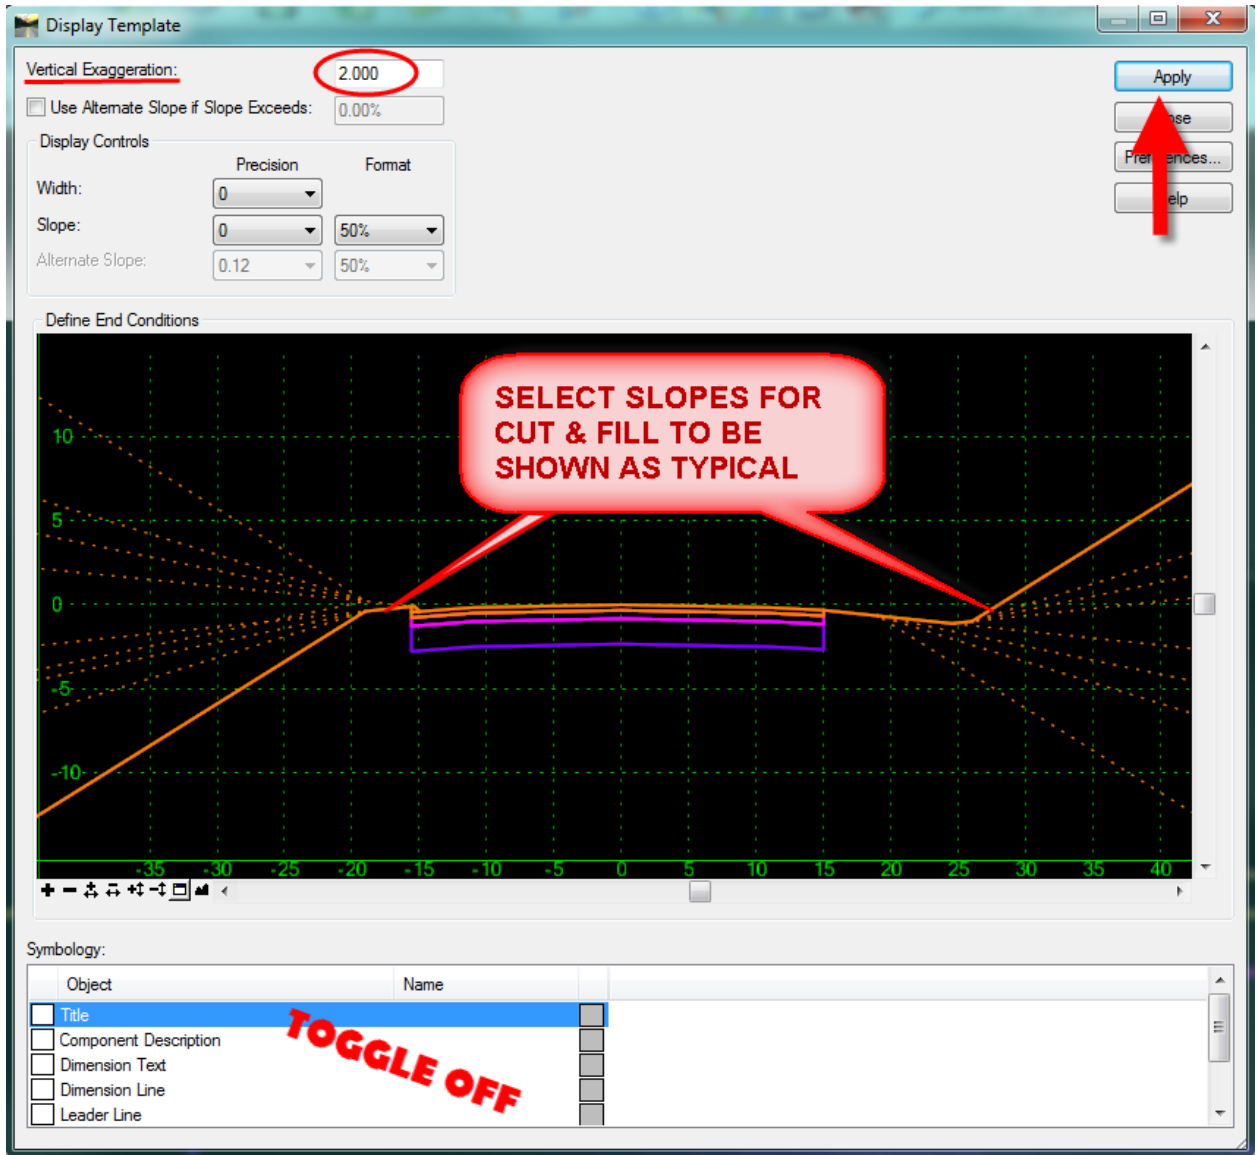 Display Template
Vertical Exaggeration: 2.000
Apply
Use Alternate Slope if Slope Exceeds: 0.00%
Display Controls
Precision Format
Preferences...
Width: 0
Help
Slope: 0 50%
Alternate Slope: 0.12 50%
Define End Conditions
SELECT SLOPES FOR
CUT & FILL TO BE
SHOWN AS TYPICAL
10
5
0
-5
-10
-35 -30 -25 -20 -15 -10 -5 0 5 10 15 20 25 30 35 40
Symbology:
Object Name
Title
Component Description
Dimension Text
Dimension Line
Leader Line
TOGGLE OFF